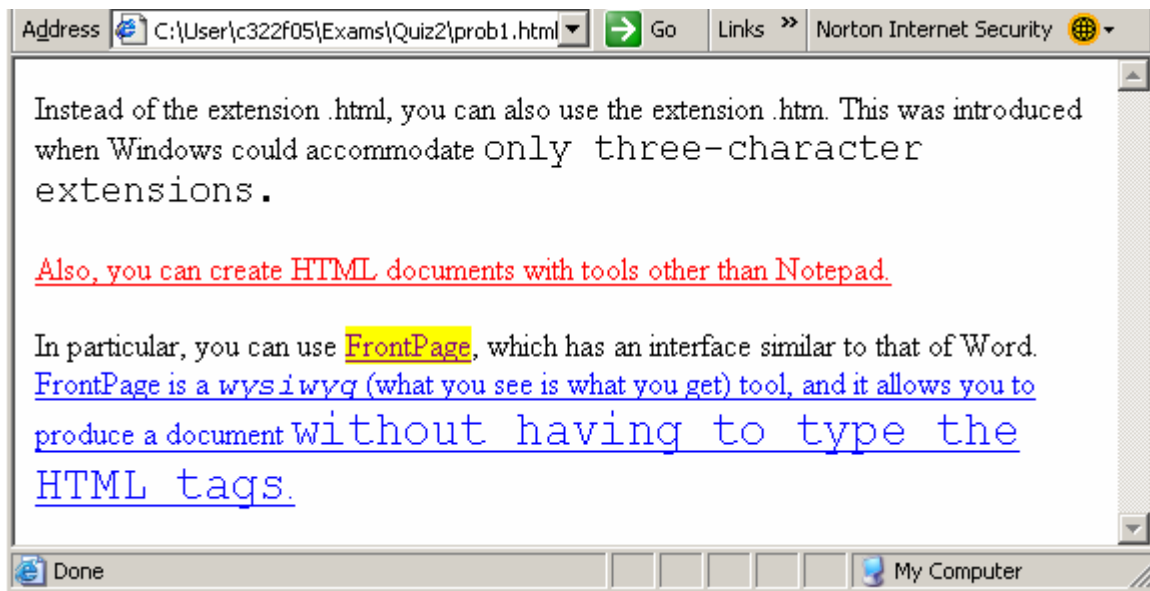 Address C:\User\c322f05\Exams\Quiz2\prob1.html Go Links » Norton Internet Security
Instead of the extension .html, you can also use the extension .htm. This was introduced
when Windows could accommodate only three-character
extensions.
Also, you can create HTML documents with tools other than Notepad.
In particular, you can use FrontPage, which has an interface similar to that of Word.
FrontPage is a wysiwyg (what you see is what you get) tool, and it allows you to
produce a document without having to type the
HTML tags.
Done My Computer